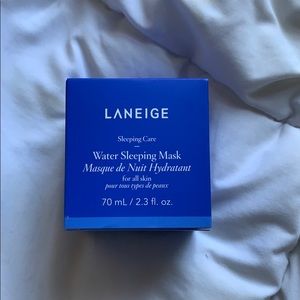 LANEIGE
Sleeping Care
Water Sleeping Mask
Masque de Nuit Hydratant
for all skin
pour tous types de peaux
70 mL / 2.3 fl. oz.